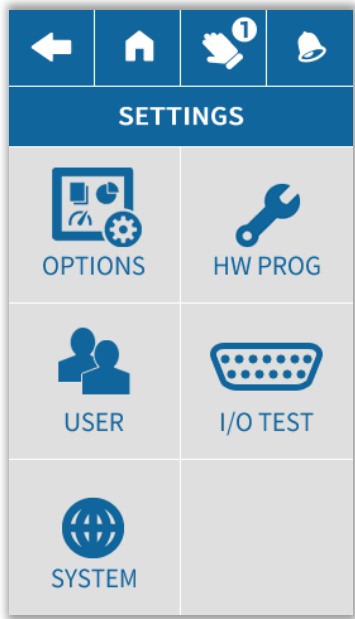 1
SETTINGS
OPTIONS
HW PROG
USER
I/O TEST
SYSTEM